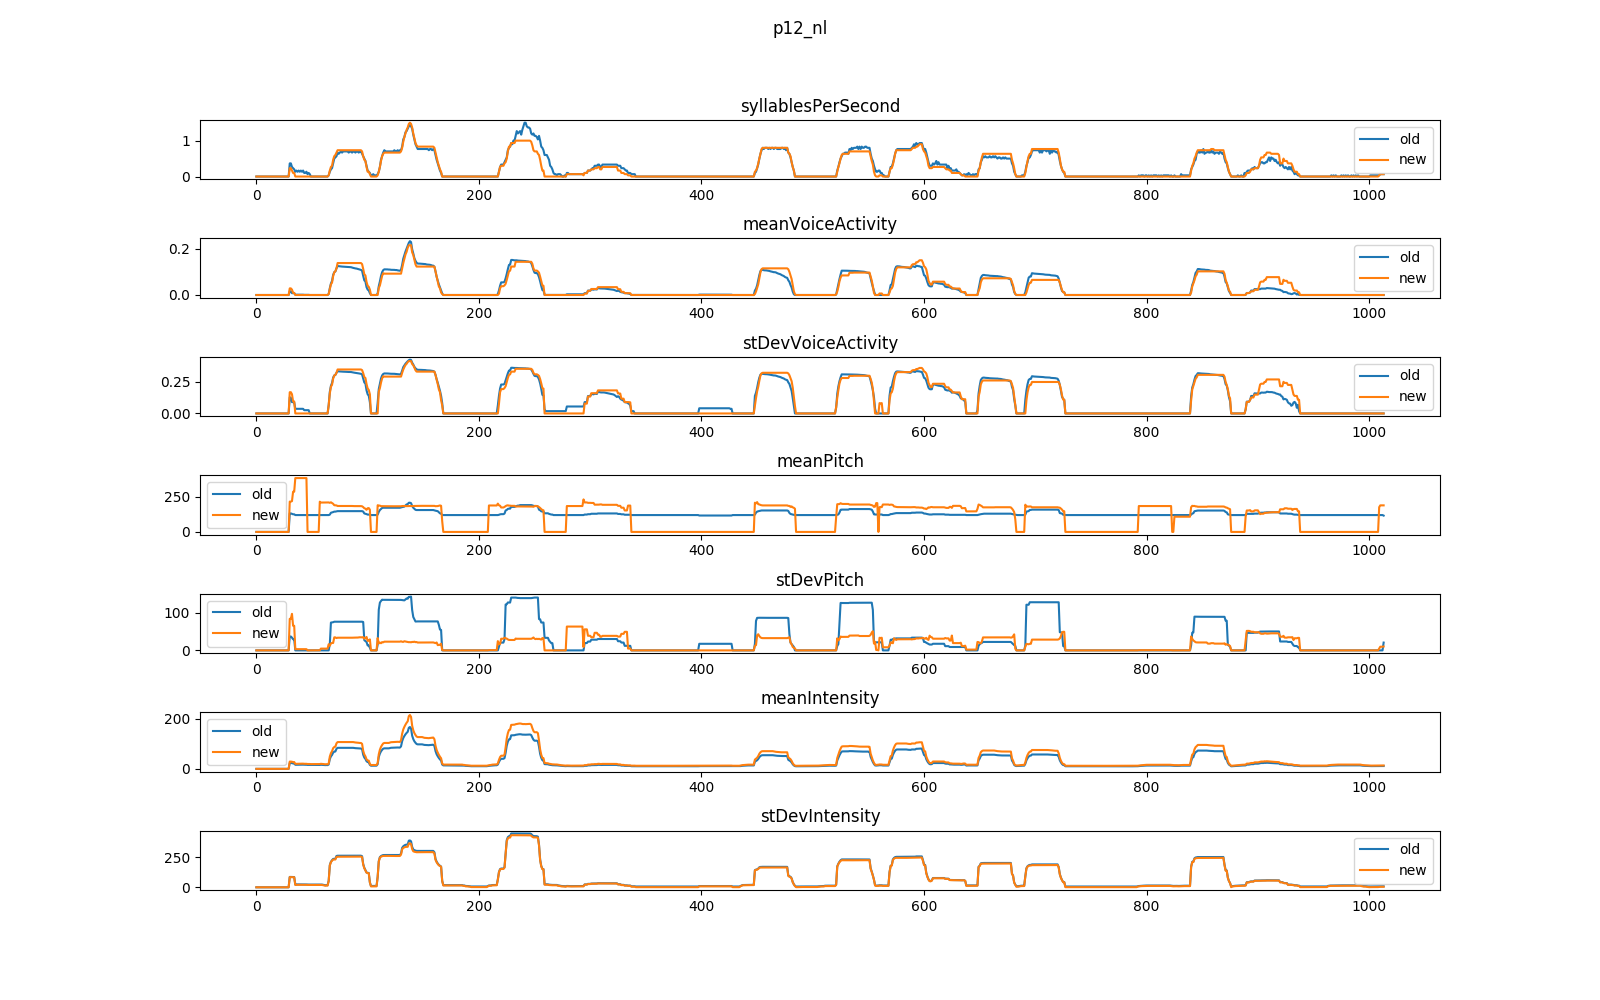 p12_nl
syllablesPerSecond
1
0
old
new
0 200 400 600 800 1000
meanVoiceActivity
0.2
0.0
old
new
0 200 400 600 800 1000
stDevVoiceActivity
0.25
0.00
old
new
0 200 400 600 800 1000
meanPitch
250
0
old
new
0 200 400 600 800 1000
stDevPitch
100
0
old
new
0 200 400 600 800 1000
meanIntensity
200
0
old
new
0 200 400 600 800 1000
stDevIntensity
250
0
old
new
0 200 400 600 800 1000